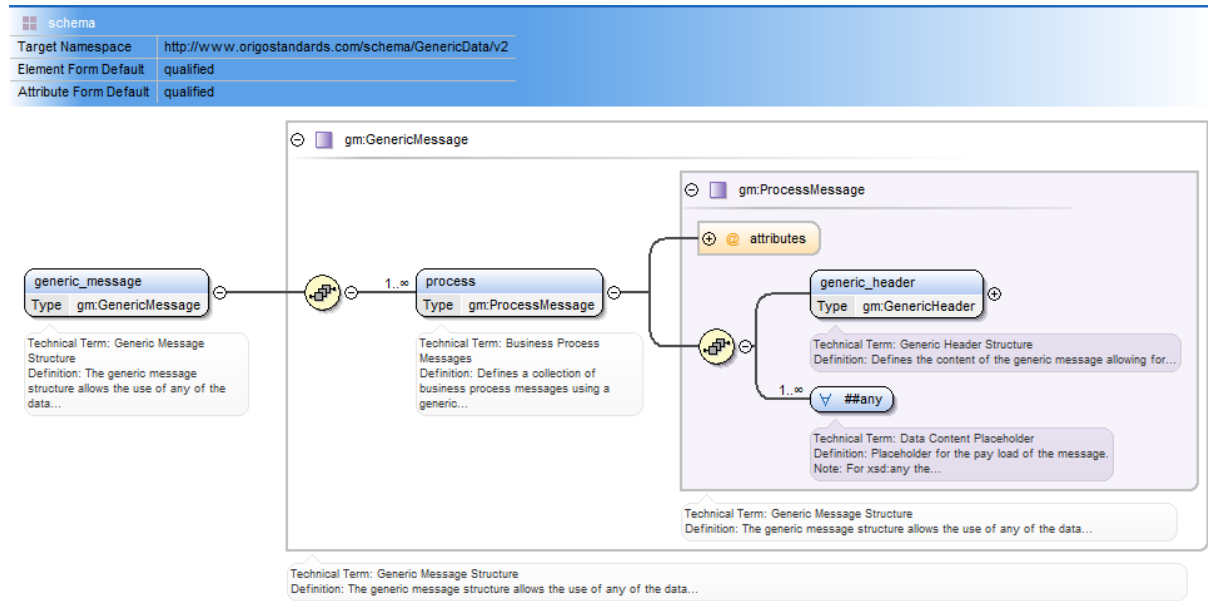 schema
Target Namespace http://www.origostandards.com/schema/GenericData/v2
Element Form Default qualified
Attribute Form Default qualified
gm:GenericMessage
gm:ProcessMessage
@ attributes
generic_message
Type gm:GenericMessage
Technical Term: Generic Message
Structure
Definition: The generic message
structure allows the use of any of the
data...
1..∞
process
Type gm:ProcessMessage
Technical Term: Business Process
Messages
Definition: Defines a collection of
business process messages using a
generic...
generic_header
Type gm:GenericHeader
Technical Term: Generic Header Structure
Definition: Defines the content of the generic message allowing for...
1..∞
∀ ##any
Technical Term: Data Content Placeholder
Definition: Placeholder for the pay load of the message.
Note: For xsd:any the...
Technical Term: Generic Message Structure
Definition: The generic message structure allows the use of any of the data...
Technical Term: Generic Message Structure
Definition: The generic message structure allows the use of any of the data...